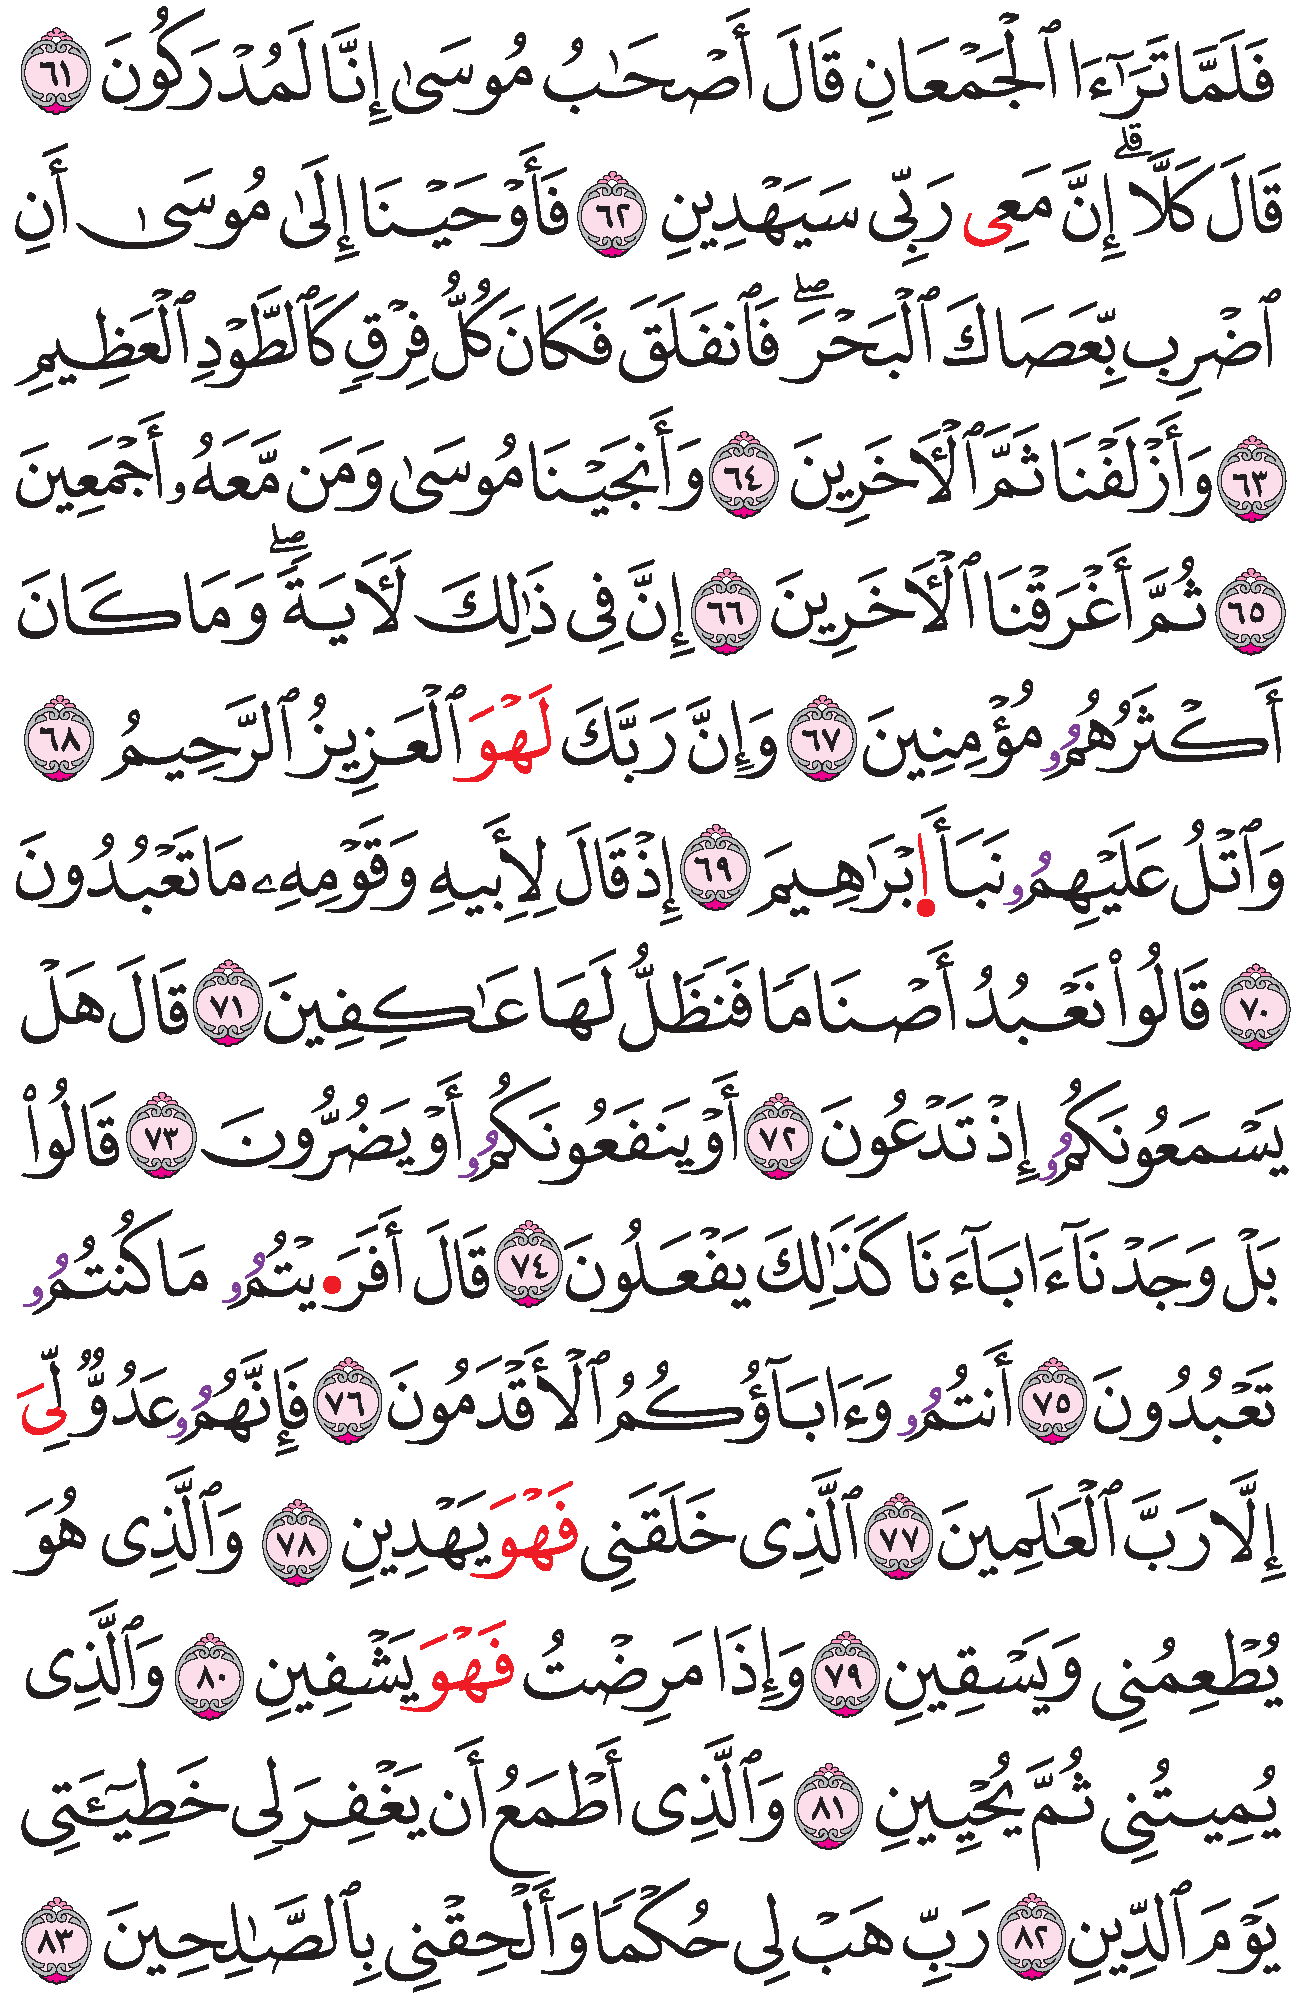 فَلَمَّا تَرَٰٓءَا ٱلْجَمْعَانِ قَالَ أَصْحَٰبُ مُوسَىٰ إِنَّا لَمُدْرَكُونَ ٦١
قَالَ كَلَّآ ۖ إِنَّ مَعِى رَبِّى سَيَهْدِينِ ٦٢ فَأَوْحَيْنَا إِلَىٰ مُوسَىٰ أَنِ
ٱضْرِب بِّعَصَاكَ ٱلْبَحْرَ ۖ فَٱنفَلَقَ فَكَانَ كُلُّ فِرْقٍ كَٱلطَّوْدِ ٱلْعَظِيمِ
٦٣ وَأَزْلَفْنَا ثَمَّ ٱلْأَخَرِينَ ٦٤ وَأَنجَيْنَا مُوسَىٰ وَمَن مَّعَهُۥ أَجْمَعِينَ
٦٥ ثُمَّ أَغْرَقْنَا ٱلْأَخَرِينَ ٦٦ إِنَّ فِى ذَٰلِكَ لَأَيَةً ۖ وَمَا كَانَ
أَكْثَرُهُمُۥ مُؤْمِنِينَ ٦٧ وَإِنَّ رَبَّكَ لَهْوَ ٱلْعَزِيزُ ٱلرَّحِيمُ ٦٨
وَٱتْلُ عَلَيْهِمُۥ نَبَأَ ا۪بْرَٰهِيمَ ٦٩ إِذْ قَالَ لِأَبِيهِ وَقَوْمِهِۦ مَا تَعْبُدُونَ
٧٠ قَالُوا۟ نَعْبُدُ أَصْنَامًا فَنَظَلُّ لَهَا عَٰكِفِينَ ٧١ قَالَ هَلْ
يَسْمَعُونَكُمُۥ إِذْ تَدْعُونَ ٧٢ أَوْ يَنفَعُونَكُمُۥ أَوْ يَضُرُّونَ ٧٣ قَالُوا۟
بَلْ وَجَدْنَآ ءَابَآءَنَا كَذَٰلِكَ يَفْعَلُونَ ٧٤ قَالَ أَفَرَ•يْتُمُۥ مَا كُنتُمُۥ
تَعْبُدُونَ ٧٥ أَنتُمُۥ وَءَابَآؤُكُمُ ٱلْأَقْدَمُونَ ٧٦ فَإِنَّهُمُۥ عَدُوٌّ لِّىَ
إِلَّا رَبَّ ٱلْعَٰلَمِينَ ٧٧ ٱلَّذِى خَلَقَنِى فَهْوَ يَهْدِينِ ٧٨ وَٱلَّذِى هُوَ
يُطْعِمُنِى وَيَسْقِينِ ٧٩ وَإِذَا مَرِضْتُ فَهْوَ يَشْفِينِ ٨٠ وَٱلَّذِى
يُمِيتُنِى ثُمَّ يُحْيِينِ ٨١ وَٱلَّذِى أَطْمَعُ أَن يَغْفِرَ لِى خَطِيٓـَٔتِى
يَوْمَ ٱلدِّينِ ٨٢ رَبِّ هَبْ لِى حُكْمًا وَأَلْحِقْنِى بِٱلصَّٰلِحِينَ ٨٣